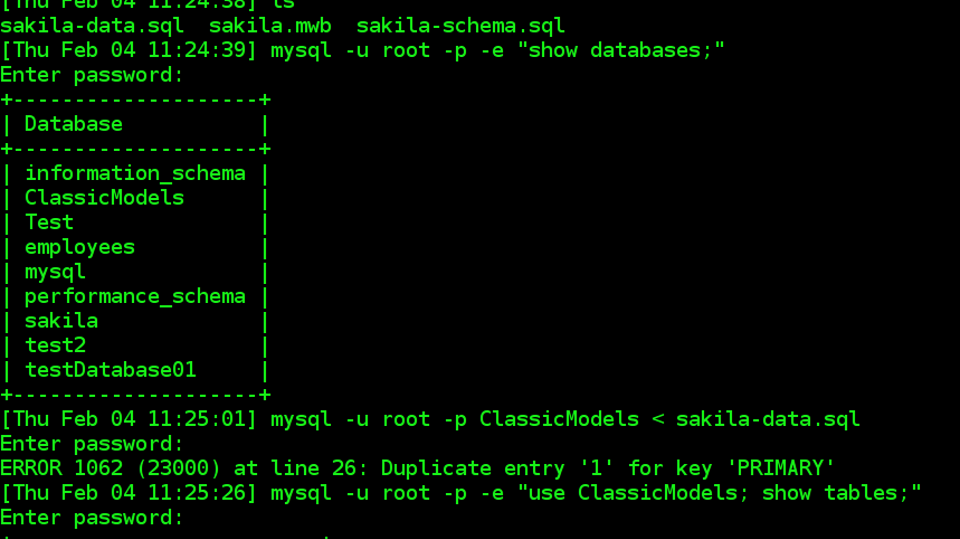 [Thu Feb 04 11:24:38] ls
sakila-data.sql  sakila.mwb  sakila-schema.sql
[Thu Feb 04 11:24:39] mysql -u root -p -e "show databases;"
Enter password:
+--------------------+
| Database           |
+--------------------+
| information_schema |
| ClassicModels      |
| Test               |
| employees          |
| mysql              |
| performance_schema |
| sakila             |
| test2              |
| testDatabase01     |
+--------------------+
[Thu Feb 04 11:25:01] mysql -u root -p ClassicModels < sakila-data.sql
Enter password:
ERROR 1062 (23000) at line 26: Duplicate entry '1' for key 'PRIMARY'
[Thu Feb 04 11:25:26] mysql -u root -p -e "use ClassicModels; show tables;"
Enter password: